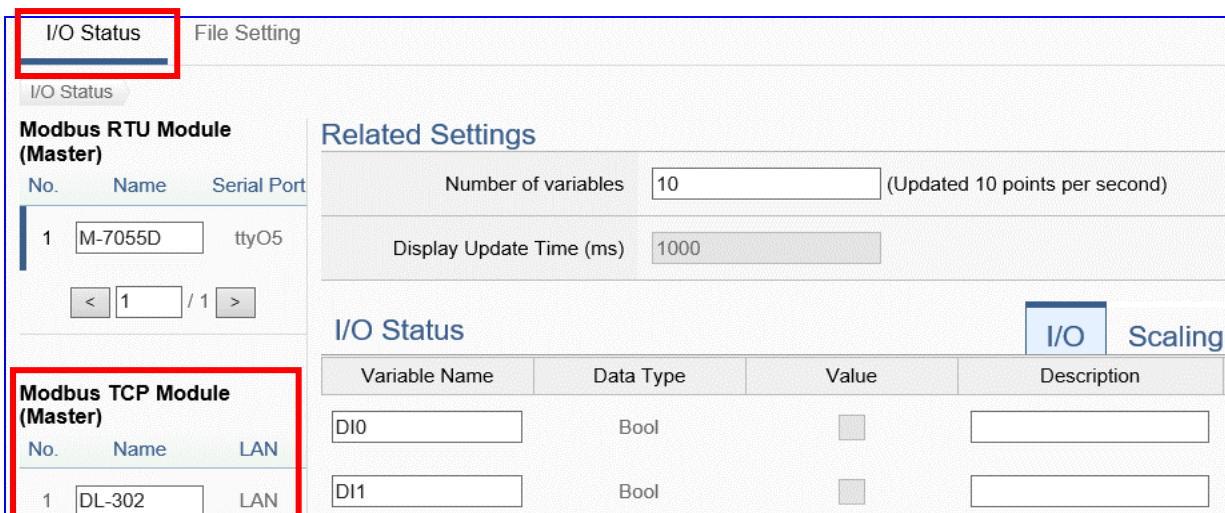 I/O Status File Setting
I/O Status
Modbus RTU Module
(Master)
No. Name Serial Port
1 M-7055D ttyO5
< 1 / 1 >
Modbus TCP Module
(Master)
No. Name LAN
1 DL-302 LAN
Related Settings
Number of variables 10 (Updated 10 points per second)
Display Update Time (ms) 1000
I/O Status I/O Scaling
Variable Name Data Type Value Description
DI0 Bool
DI1 Bool